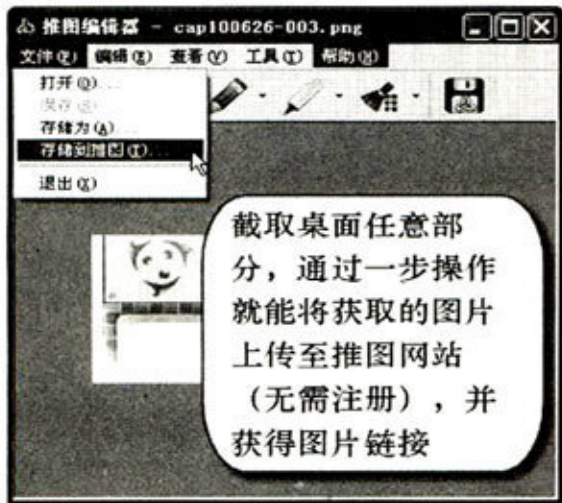 推图编辑器 - cap100626-003.png
文件(F) 编辑(E) 查看(V) 工具(T) 帮助(H)
打开(O)...
保存(S)
存储为(A)...
存储到推图(T)...
退出(X)
截取桌面任意部
分，通过一步操作
就能将获取的图片
上传至推图网站
（无需注册），并
获得图片链接